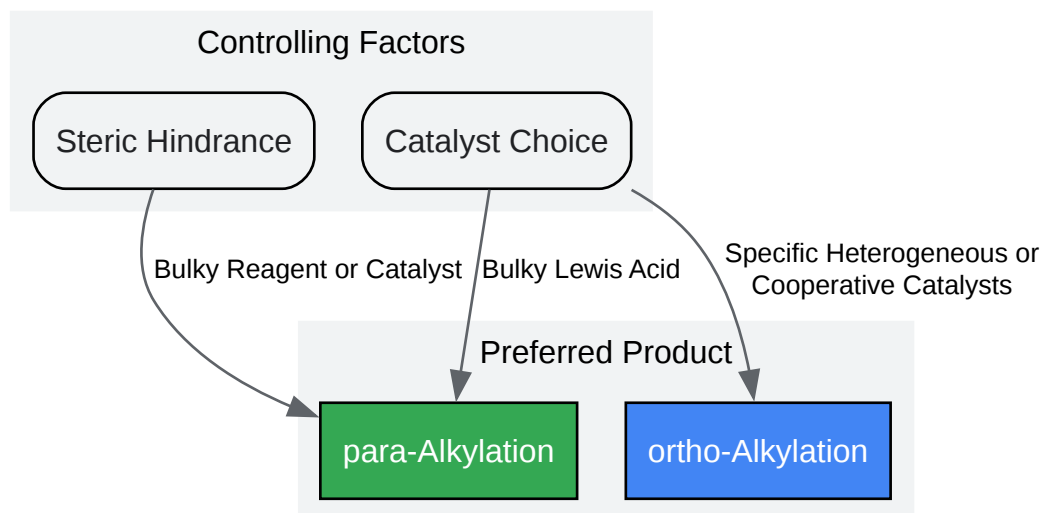 Controlling Factors
Steric Hindrance
Catalyst Choice
Bulky Reagent or Catalyst
Bulky Lewis Acid
Specific Heterogeneous or
Cooperative Catalysts
Preferred Product
para-Alkylation
ortho-Alkylation